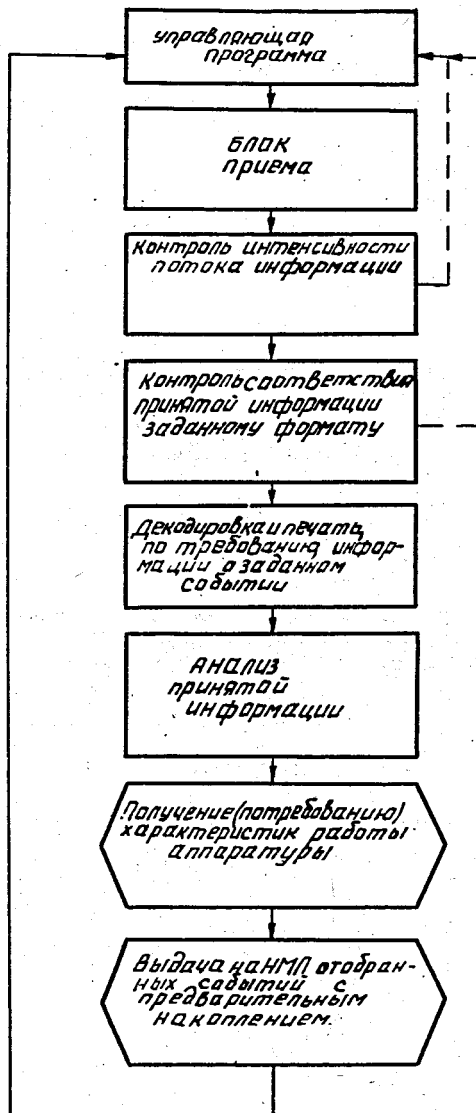 управляющая
программа
БЛОК
приема
Контроль интенсивности
потока информации
Контроль соответствия
принятой информации
заданному формату
Декодировка и печать,
по требованию, инфор-
мации о заданном
событии
АНАЛИЗ
принятой
информации
Получение (по требованию)
характеристик работы
аппаратуры
Выдача на НМЛ отобран-
ных событий с
предварительным
накоплением.